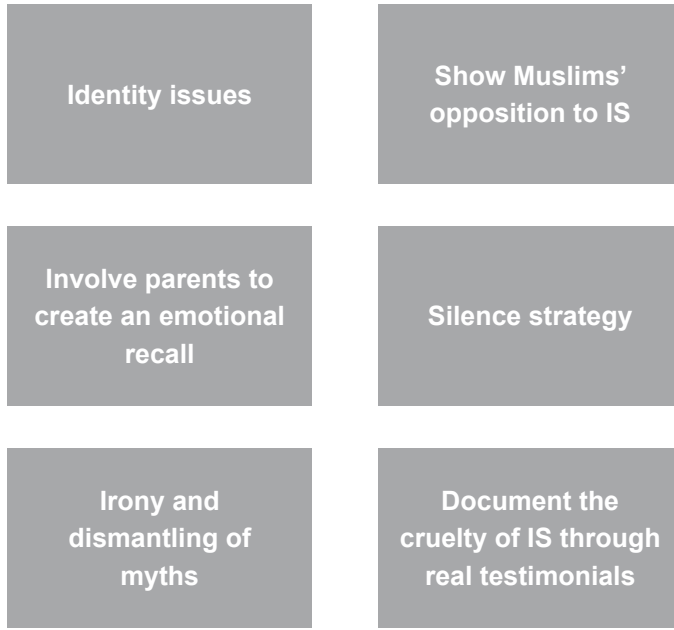 Identity issues
Show Muslims’
opposition to IS
Involve parents to
create an emotional
recall
Silence strategy
Irony and
dismantling of
myths
Document the
cruelty of IS through
real testimonials